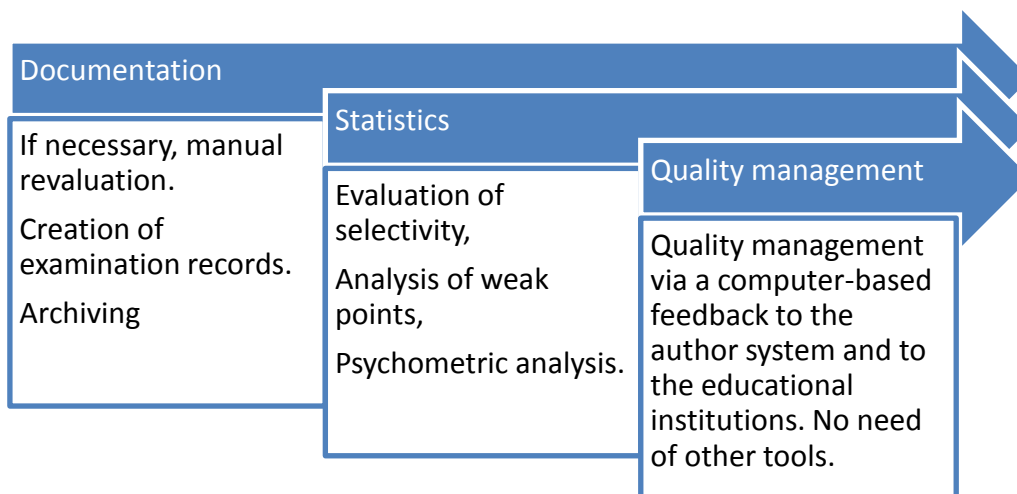 Documentation
If necessary, manual
revaluation.
Creation of
examination records.
Archiving
Statistics
Evaluation of
selectivity,
Analysis of weak
points,
Psychometric analysis.
Quality management
Quality management
via a computer-based
feedback to the
author system and to
the educational
institutions. No need
of other tools.